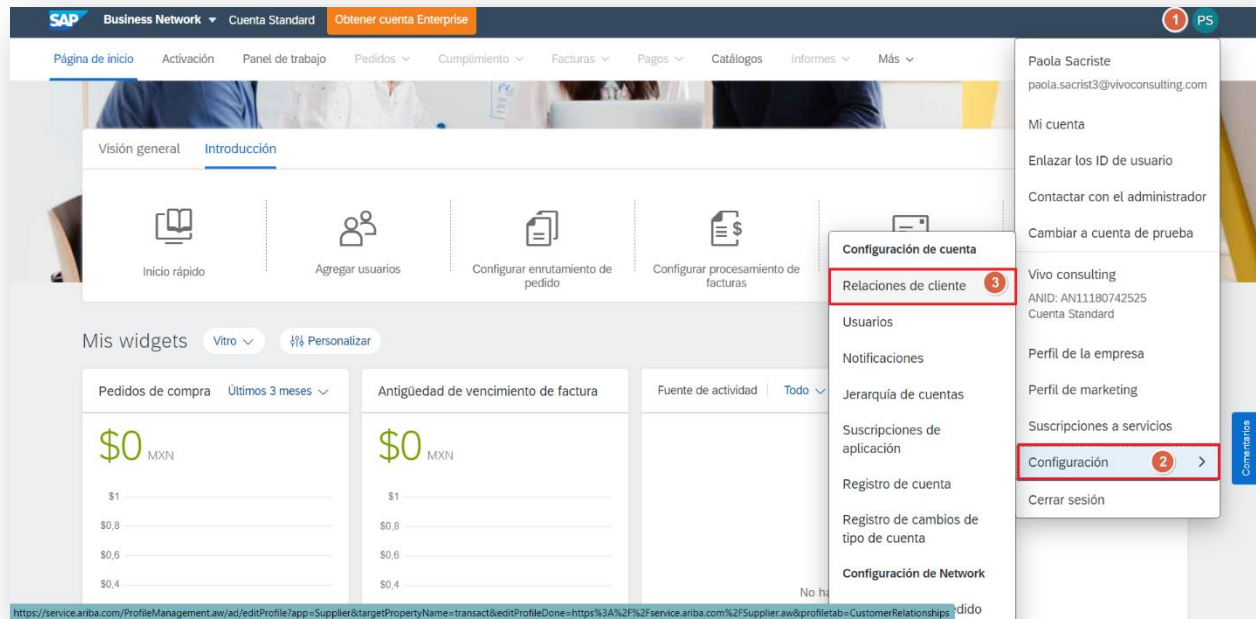 SAP Business Network Cuenta Standard Obtener cuenta Enterprise 1 PS
Página de inicio Activación Panel de trabajo Pedidos Cumplimiento Facturas Pagos Catálogos Informes Más
Paola Sacriste
paola.sacrist3@vivoconsulting.com
Mi cuenta
Enlazar los ID de usuario
Contactar con el administrador
Cambiar a cuenta de prueba
Vivo consulting
ANID: AN11180742525
Cuenta Standard
Perfil de la empresa
Perfil de marketing
Suscripciones a servicios
Configuración 2
Cerrar sesión
Visión general Introducción
Inicio rápido
Agregar usuarios
Configurar enrutamiento de
pedido
Configurar procesamiento de
facturas
Configuración de cuenta
Relaciones de cliente 3
Usuarios
Notificaciones
Jerarquía de cuentas
Suscripciones de
aplicación
Registro de cuenta
Registro de cambios de
tipo de cuenta
Configuración de Network
edido
Mis widgets Vitro Personalizar
Pedidos de compra Últimos 3 meses
$0 MXN
$1
$0,8
$0,6
$0,4
Antigüedad de vencimiento de factura
$0 MXN
$1
$0,8
$0,6
$0,4
Fuente de actividad Todo
No ha
Comentarios
https://service.ariba.com/ProfileManagement.aw/ad/editProfile?app=Supplier&targetPropertyName=transact&editProfileDone=https%3A%2F%2Fservice.ariba.com%2FSupplier.aw&profiletab=CustomerRelationships